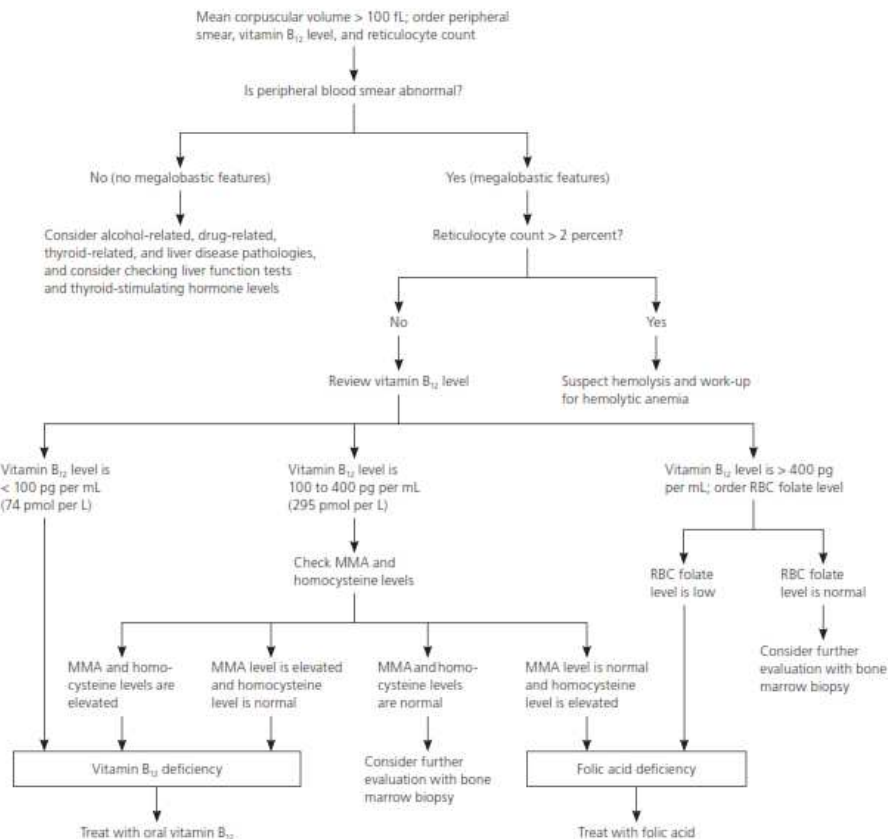 Mean corpuscular volume > 100 fL; order peripheral
smear, vitamin B₁₂ level, and reticulocyte count
Is peripheral blood smear abnormal?
No (no megalobastic features)
Yes (megalobastic features)
Consider alcohol-related, drug-related,
thyroid-related, and liver disease pathologies,
and consider checking liver function tests
and thyroid-stimulating hormone levels
Reticulocyte count > 2 percent?
No
Yes
Review vitamin B₁₂ level
Suspect hemolysis and work-up
for hemolytic anemia
Vitamin B₁₂ level is
< 100 pg per mL
(74 pmol per L)
Vitamin B₁₂ level is
100 to 400 pg per mL
(295 pmol per L)
Vitamin B₁₂ level is > 400 pg
per mL; order RBC folate level
Check MMA and
homocysteine levels
RBC folate
level is low
RBC folate
level is normal
Consider further
evaluation with bone
marrow biopsy
MMA and homo-
cysteine levels are
elevated
MMA level is elevated
and homocysteine
level is normal
MMA and homo-
cysteine levels
are normal
MMA level is normal
and homocysteine
level is elevated
Vitamin B₁₂ deficiency
Consider further
evaluation with bone
marrow biopsy
Folic acid deficiency
Treat with oral vitamin B₁₂
Treat with folic acid